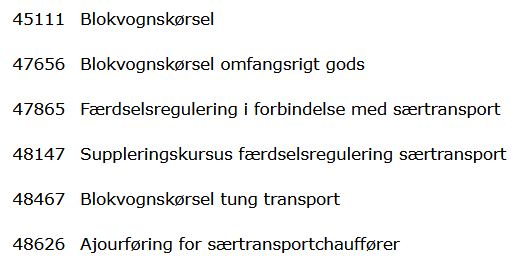 45111 Blokvognskørsel
47656 Blokvognskørsel omfangsrigt gods
47865 Færdselsregulering i forbindelse med særtransport
48147 Suppleringskursus færdselsregulering særtransport
48467 Blokvognskørsel tung transport
48626 Ajourføring for særtransportchauffører